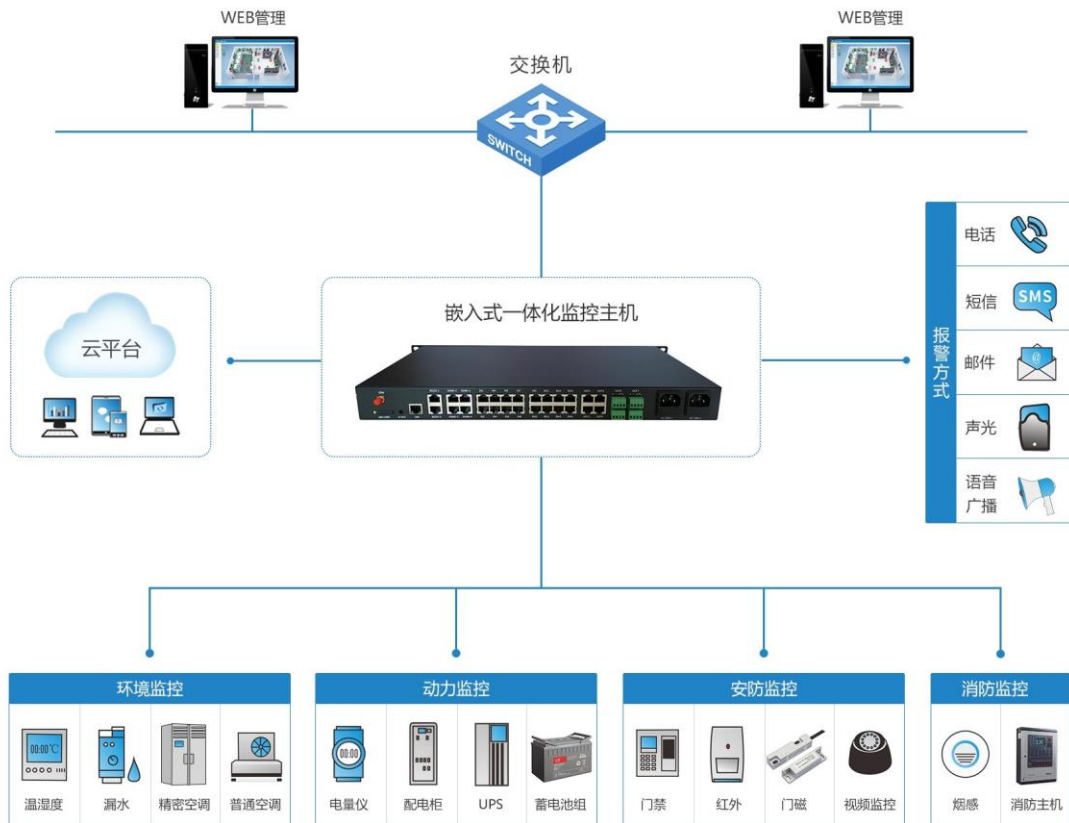 WEB管理
WEB管理
交换机
SWITCH
云平台
嵌入式一体化监控主机
报警方式
电话
短信
SMS
邮件
@
声光
语音
广播
环境监控
00:00℃
温湿度
漏水
精密空调
普通空调
动力监控
00:00
电量仪
配电柜
UPS
蓄电池组
安防监控
门禁
红外
门磁
视频监控
消防监控
烟感
消防主机